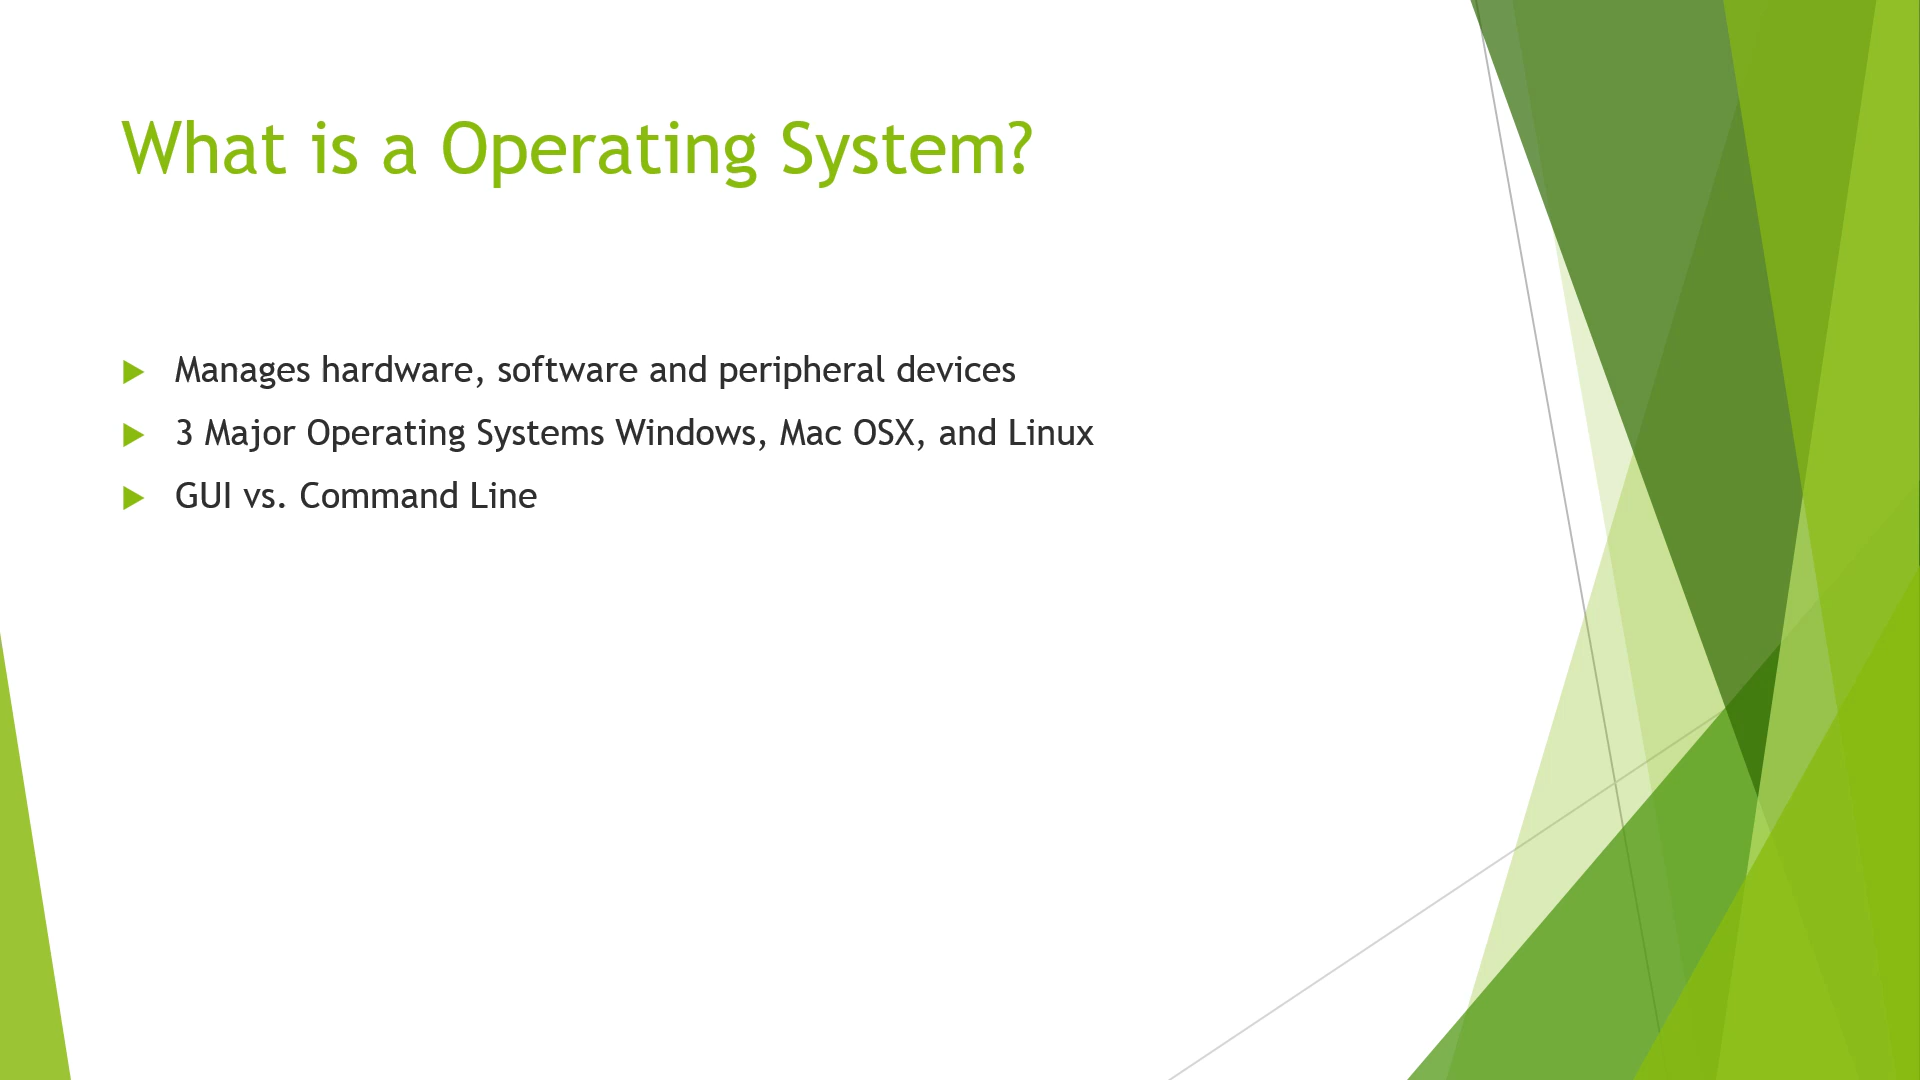 What is a Operating System?
Manages hardware, software and peripheral devices
3 Major Operating Systems Windows, Mac OSX, and Linux
GUI vs. Command Line